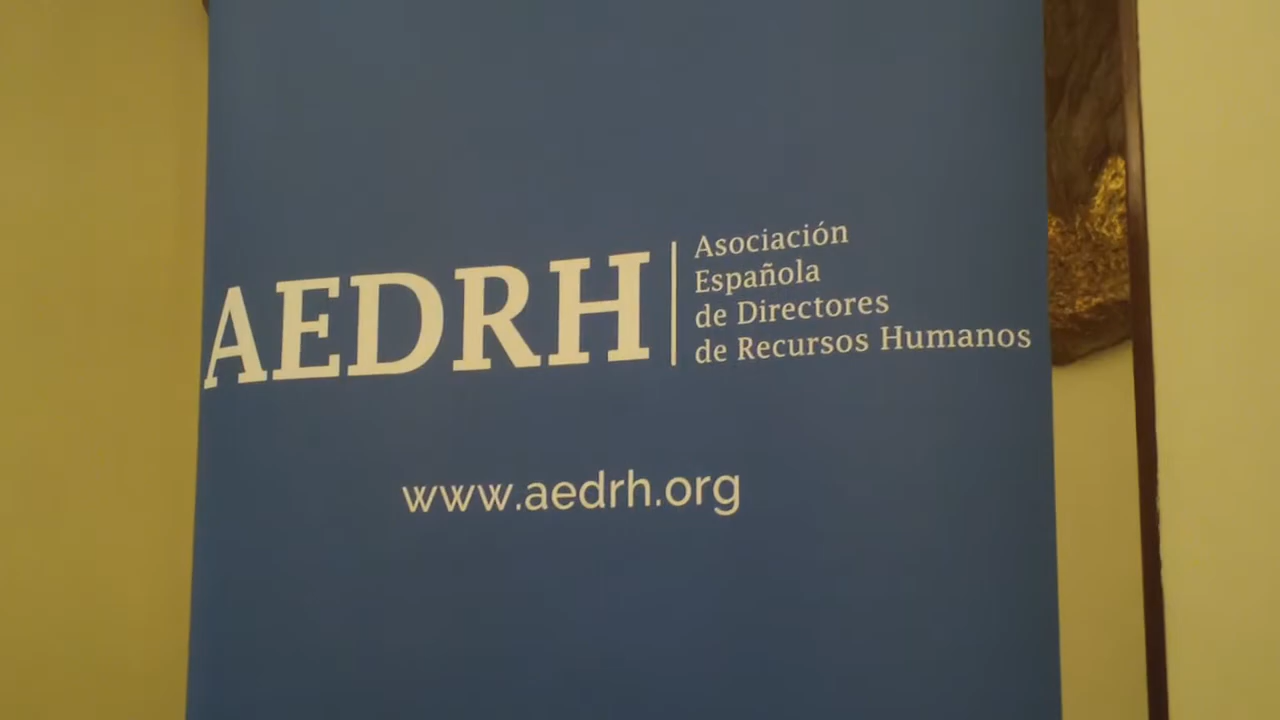 AEDRH
Asociación
Española
de Directores
de Recursos Humanos
www.aedrh.org